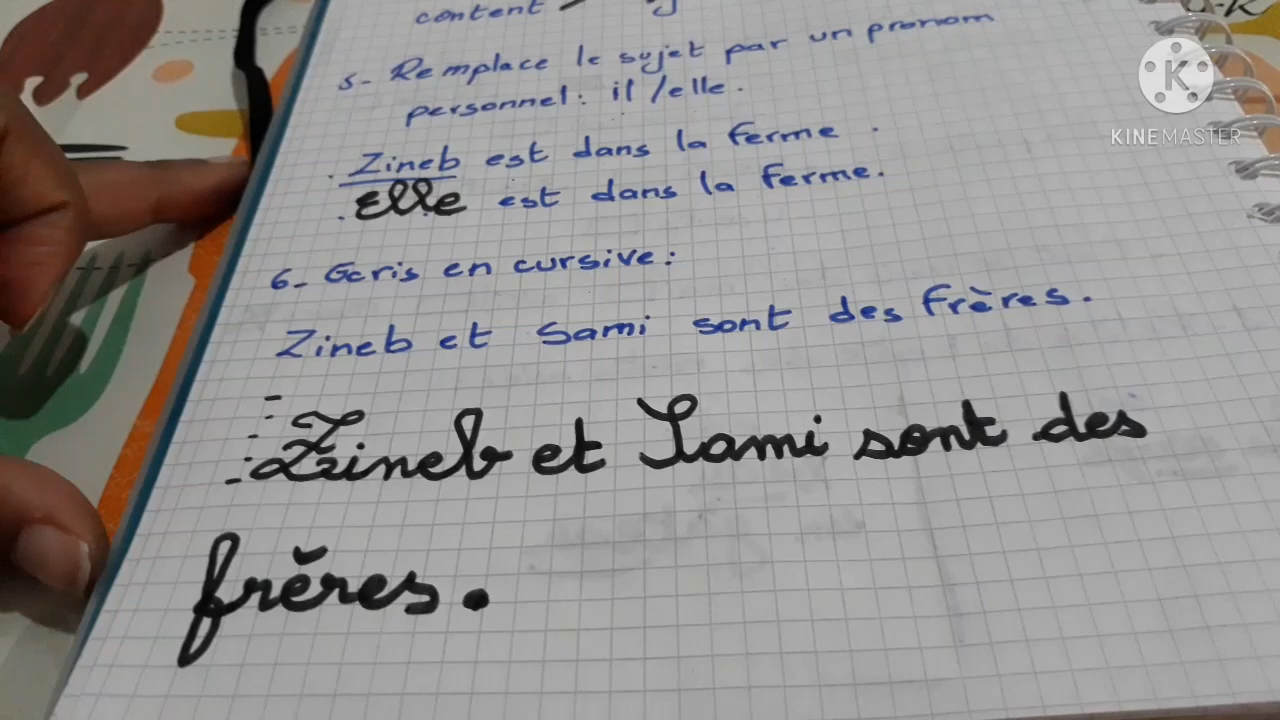 content
5- Remplace le sujet par un pronom
personnel: il / elle.
. Zineb est dans la ferme.
. Elle est dans la ferme.
6- Ecris en cursive:
Zineb et Sami sont des frères.
Zineb et Sami sont des
frères.
KINEMASTER